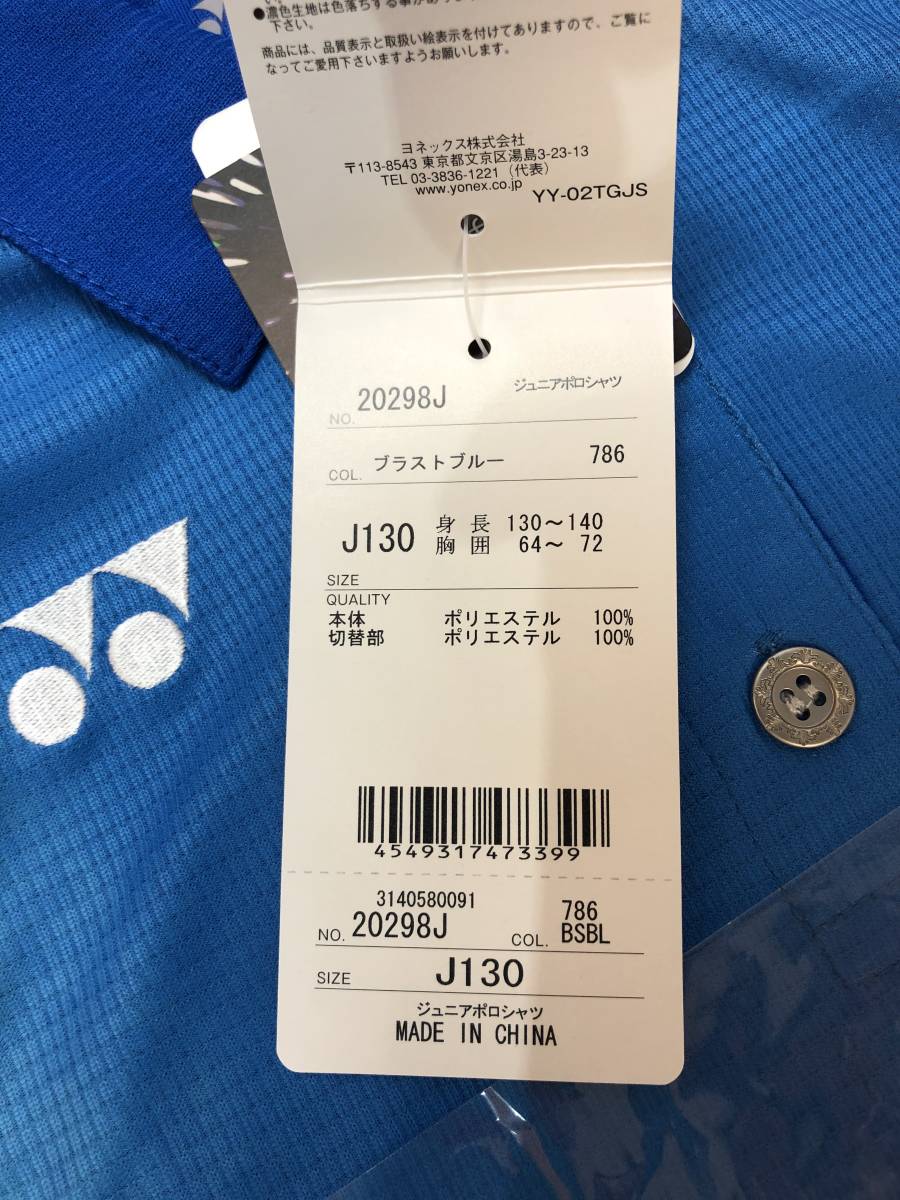 ●濃色生地は色落ちする事が
下さい。
商品には、品質表示と取扱い絵表示を付けてありますので、ご覧に
なってご愛用下さいますようお願いします。
ヨネックス株式会社
〒113-8543 東京都文京区湯島3-23-13
TEL 03-3836-1221（代表）
www.yonex.co.jp
YY-02TGJS
NO. 20298J ジュニアポロシャツ
COL. ブラストブルー 786
J130 身長 130～140
胸囲 64～ 72
SIZE
QUALITY
本体 ポリエステル 100%
切替部 ポリエステル 100%
4549317473399
3140580091
NO. 20298J COL. 786
BSBL
SIZE J130
ジュニアポロシャツ
MADE IN CHINA